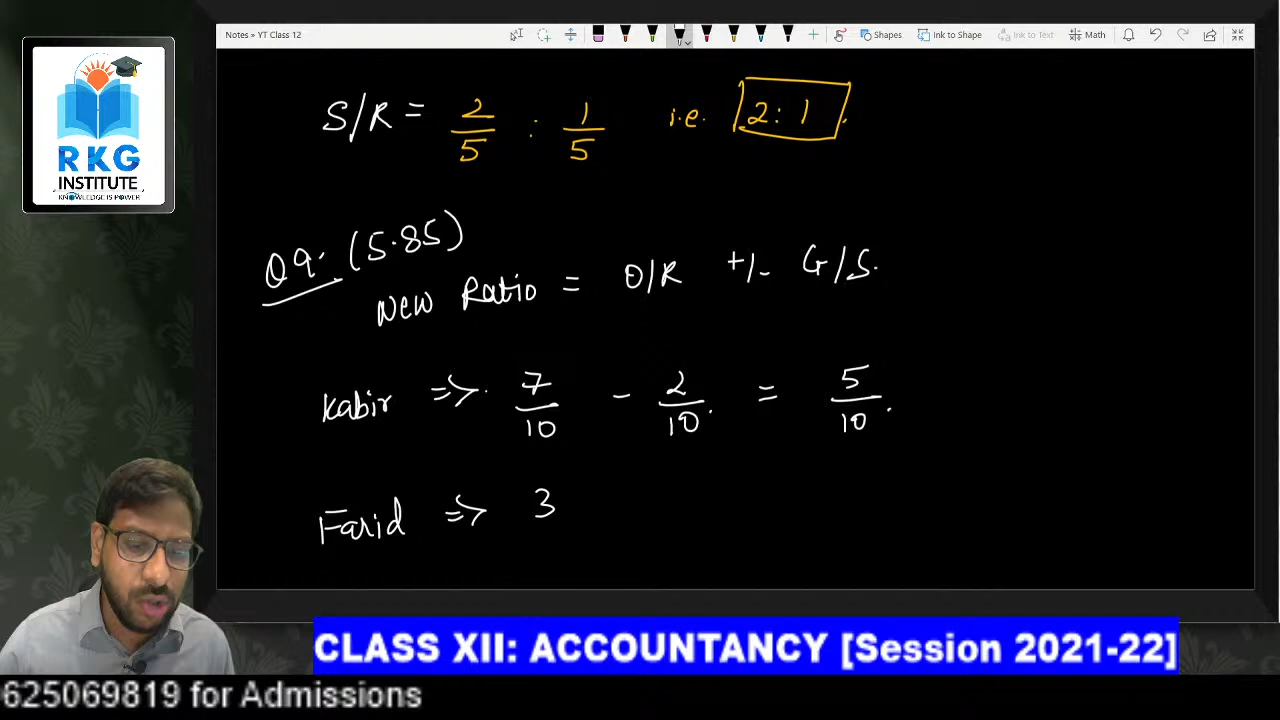 Notes » YT Class 12
Shapes
Ink to Shape
Ink to Text
Math
RKG
INSTITUTE
KNOWLEDGE IS POWER
S/R = 2/5 : 1/5 i.e. 2:1.
Q9: (5.85)
New Ratio = O/R +/- G/S.
Kabir => 7/10 - 2/10. = 5/10.
Farid => 3
CLASS XII: ACCOUNTANCY [Session 2021-22]
625069819 for Admissions